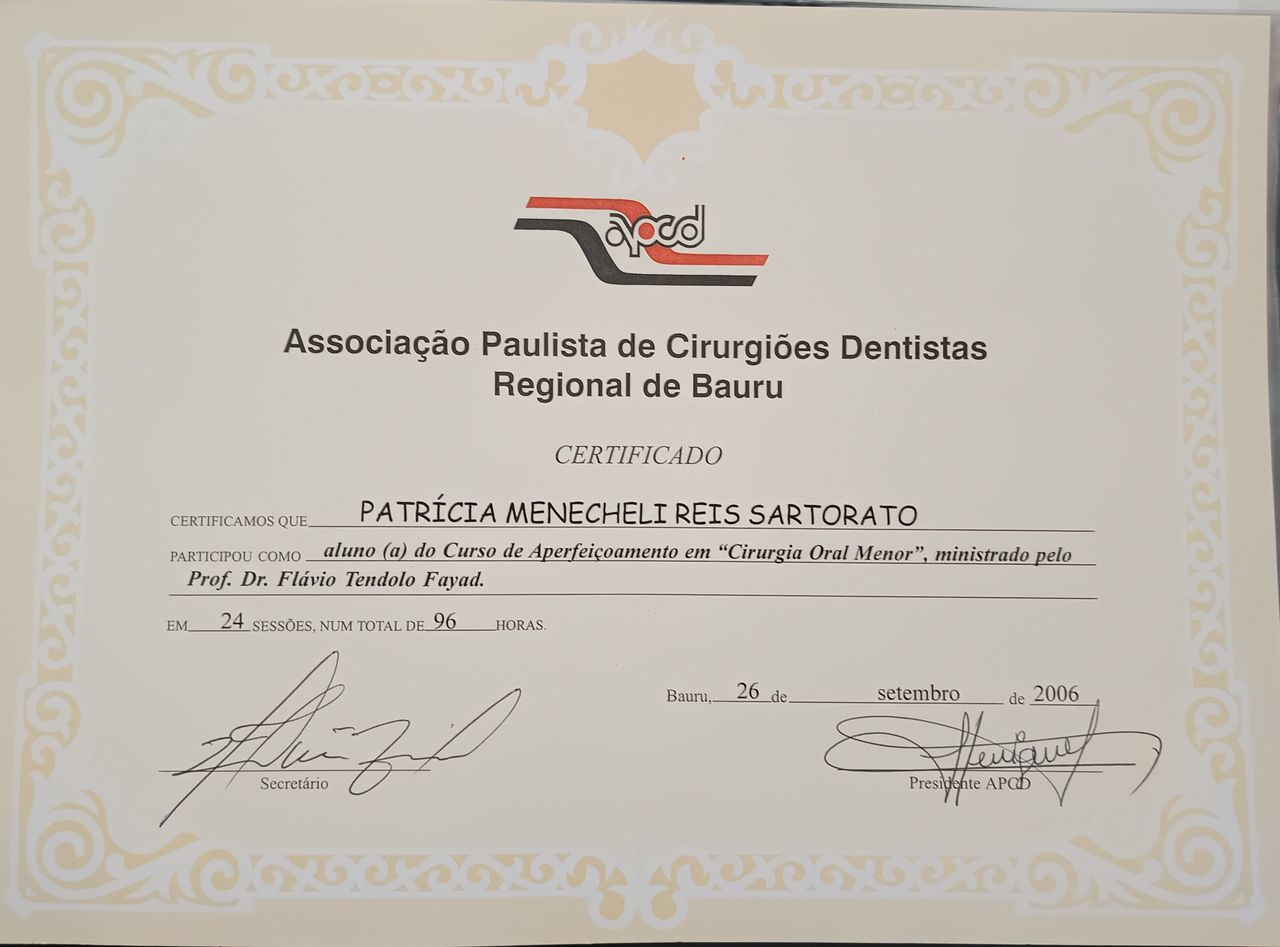 apcd
Associação Paulista de Cirurgiões Dentistas
Regional de Bauru
CERTIFICADO
CERTIFICAMOS QUE PATRÍCIA MENECHELI REIS SARTORATO
PARTICIPOU COMO aluno (a) do Curso de Aperfeiçoamento em “Cirurgia Oral Menor”, ministrado pelo
Prof. Dr. Flávio Tendolo Fayad.
EM 24 SESSÕES, NUM TOTAL DE 96 HORAS.
Bauru, 26 de setembro de 2006
Secretário
Presidente APCD